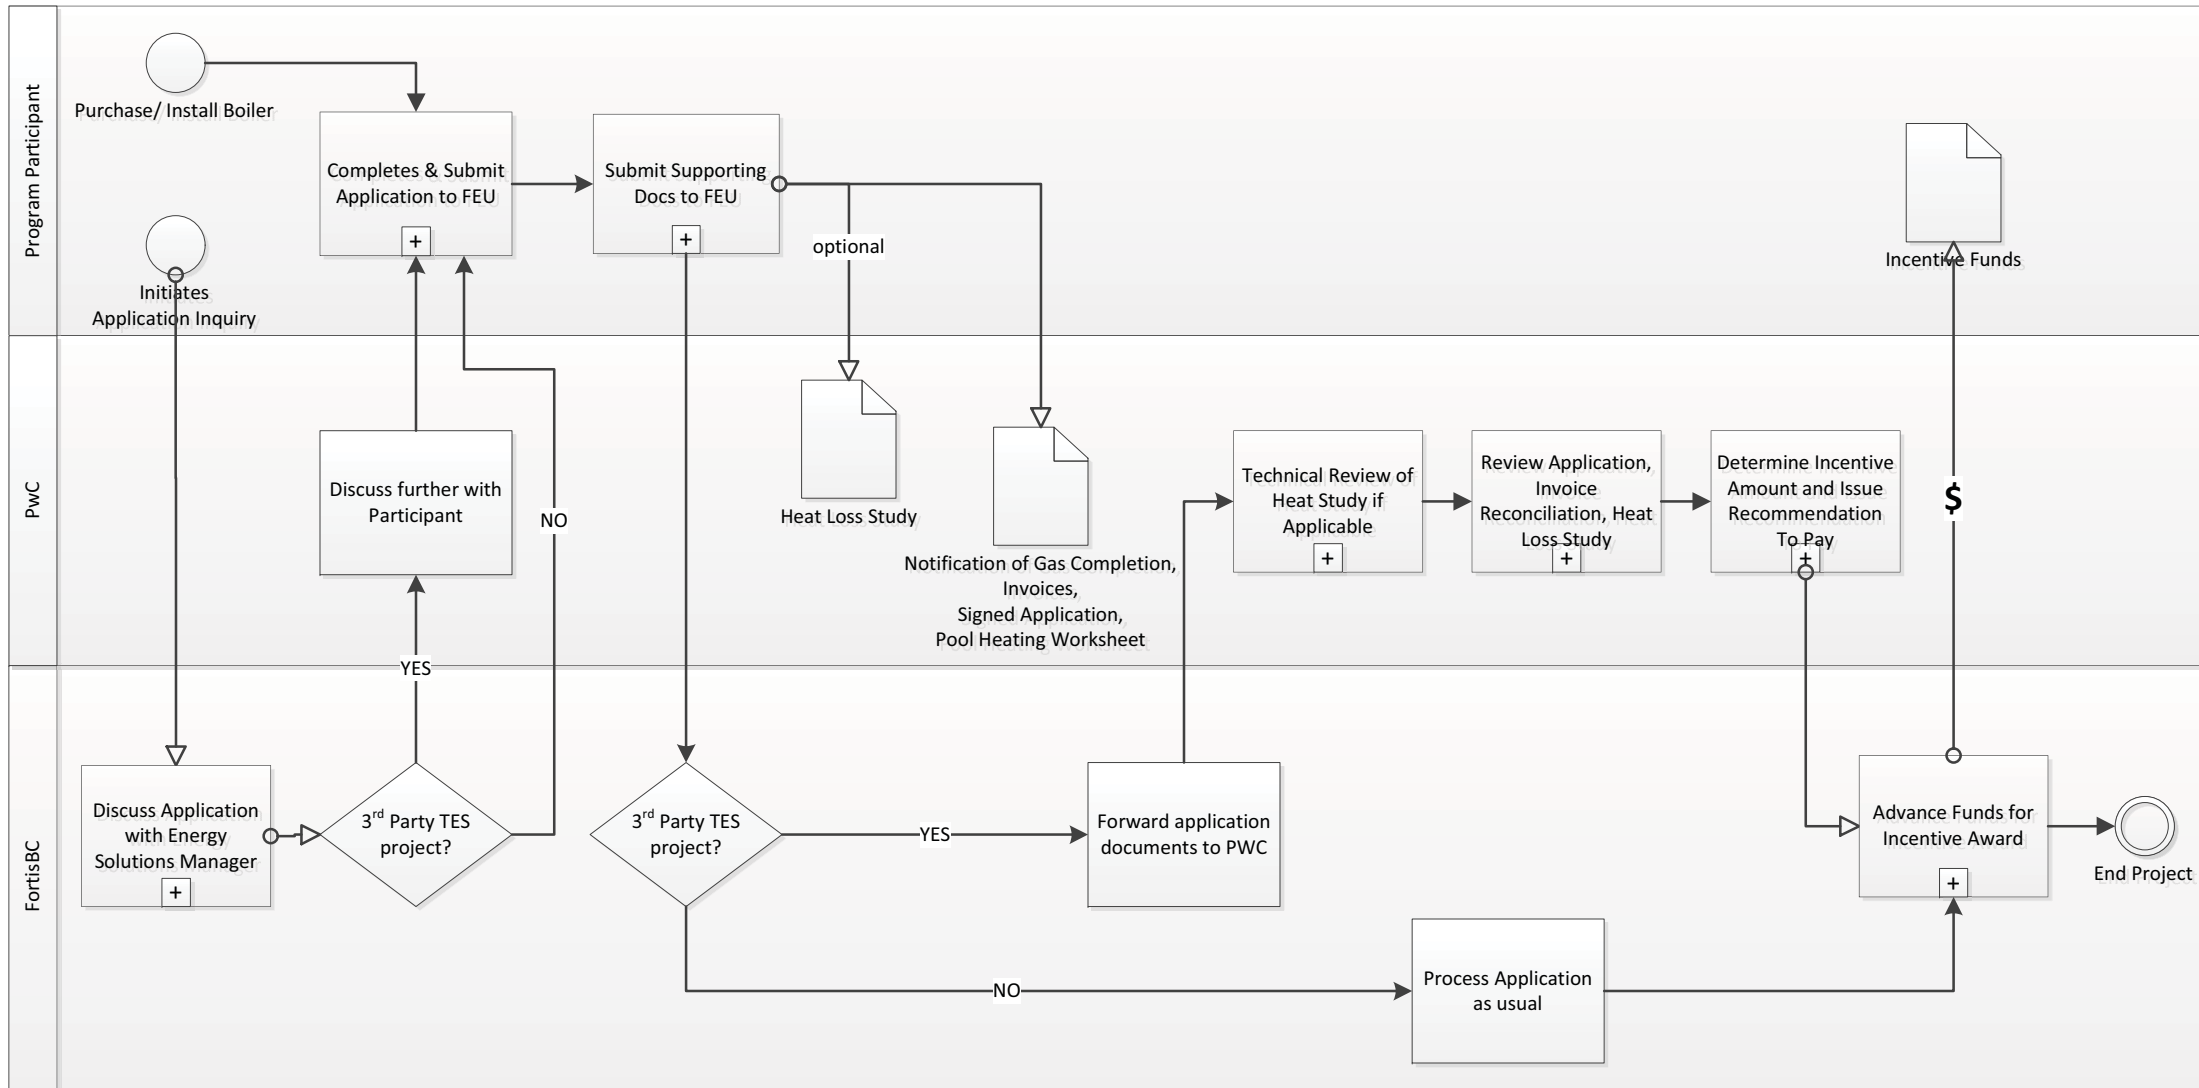 Program Participant
Purchase/ Install Boiler
Initiates
Application Inquiry
Completes & Submit
Application to FEU
+
Submit Supporting
Docs to FEU
+
optional
Incentive Funds
PwC
Discuss further with
Participant
NO
YES
Heat Loss Study
Notification of Gas Completion,
Invoices,
Signed Application,
Pool Heating Worksheet
Technical Review of
Heat Study if
Applicable
+
Review Application,
Invoice
Reconciliation, Heat
Loss Study
+
Determine Incentive
Amount and Issue
Recommendation
To Pay
+
$
FortisBC
Discuss Application
with Energy
Solutions Manager
+
3rd Party TES
project?
3rd Party TES
project?
YES
Forward application
documents to PWC
NO
Process Application
as usual
Advance Funds for
Incentive Award
+
End Project